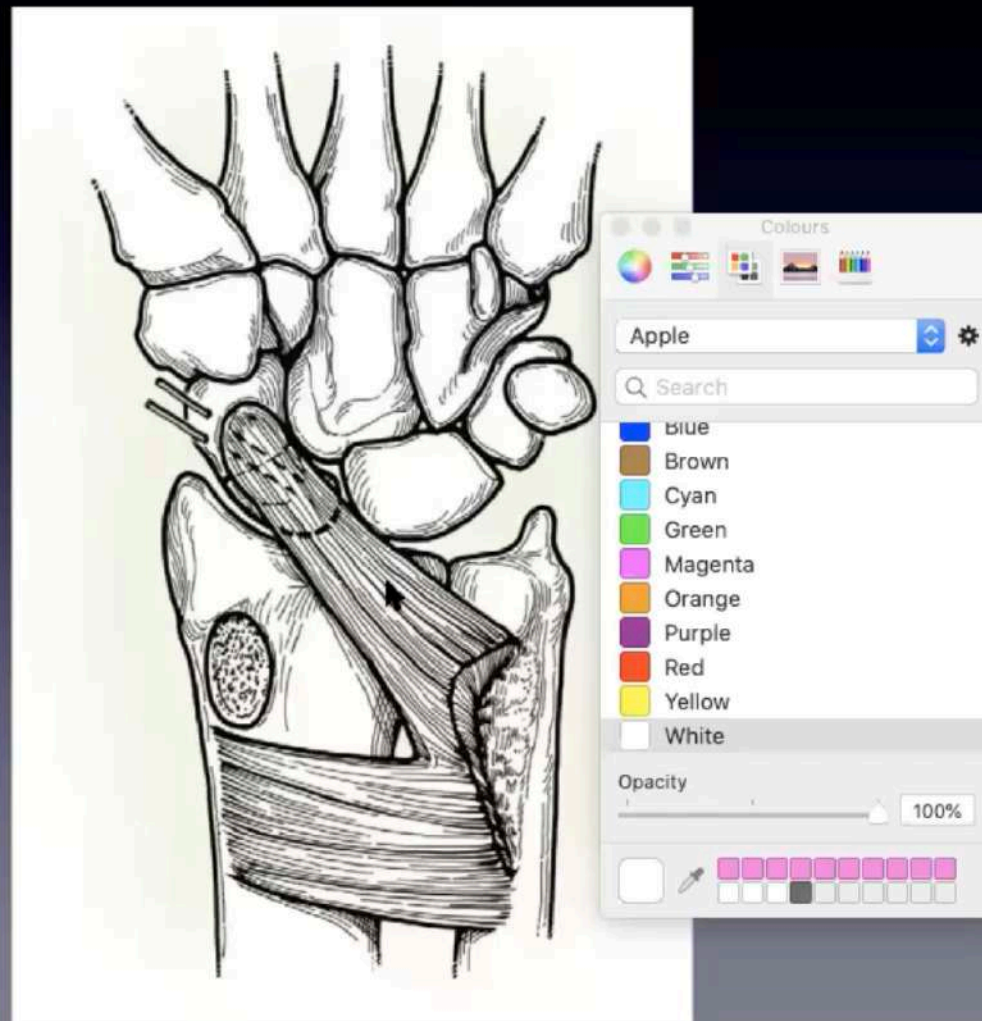 Colours
Apple
Search
Blue
Brown
Cyan
Green
Magenta
Orange
Purple
Red
Yellow
White
Opacity
100%